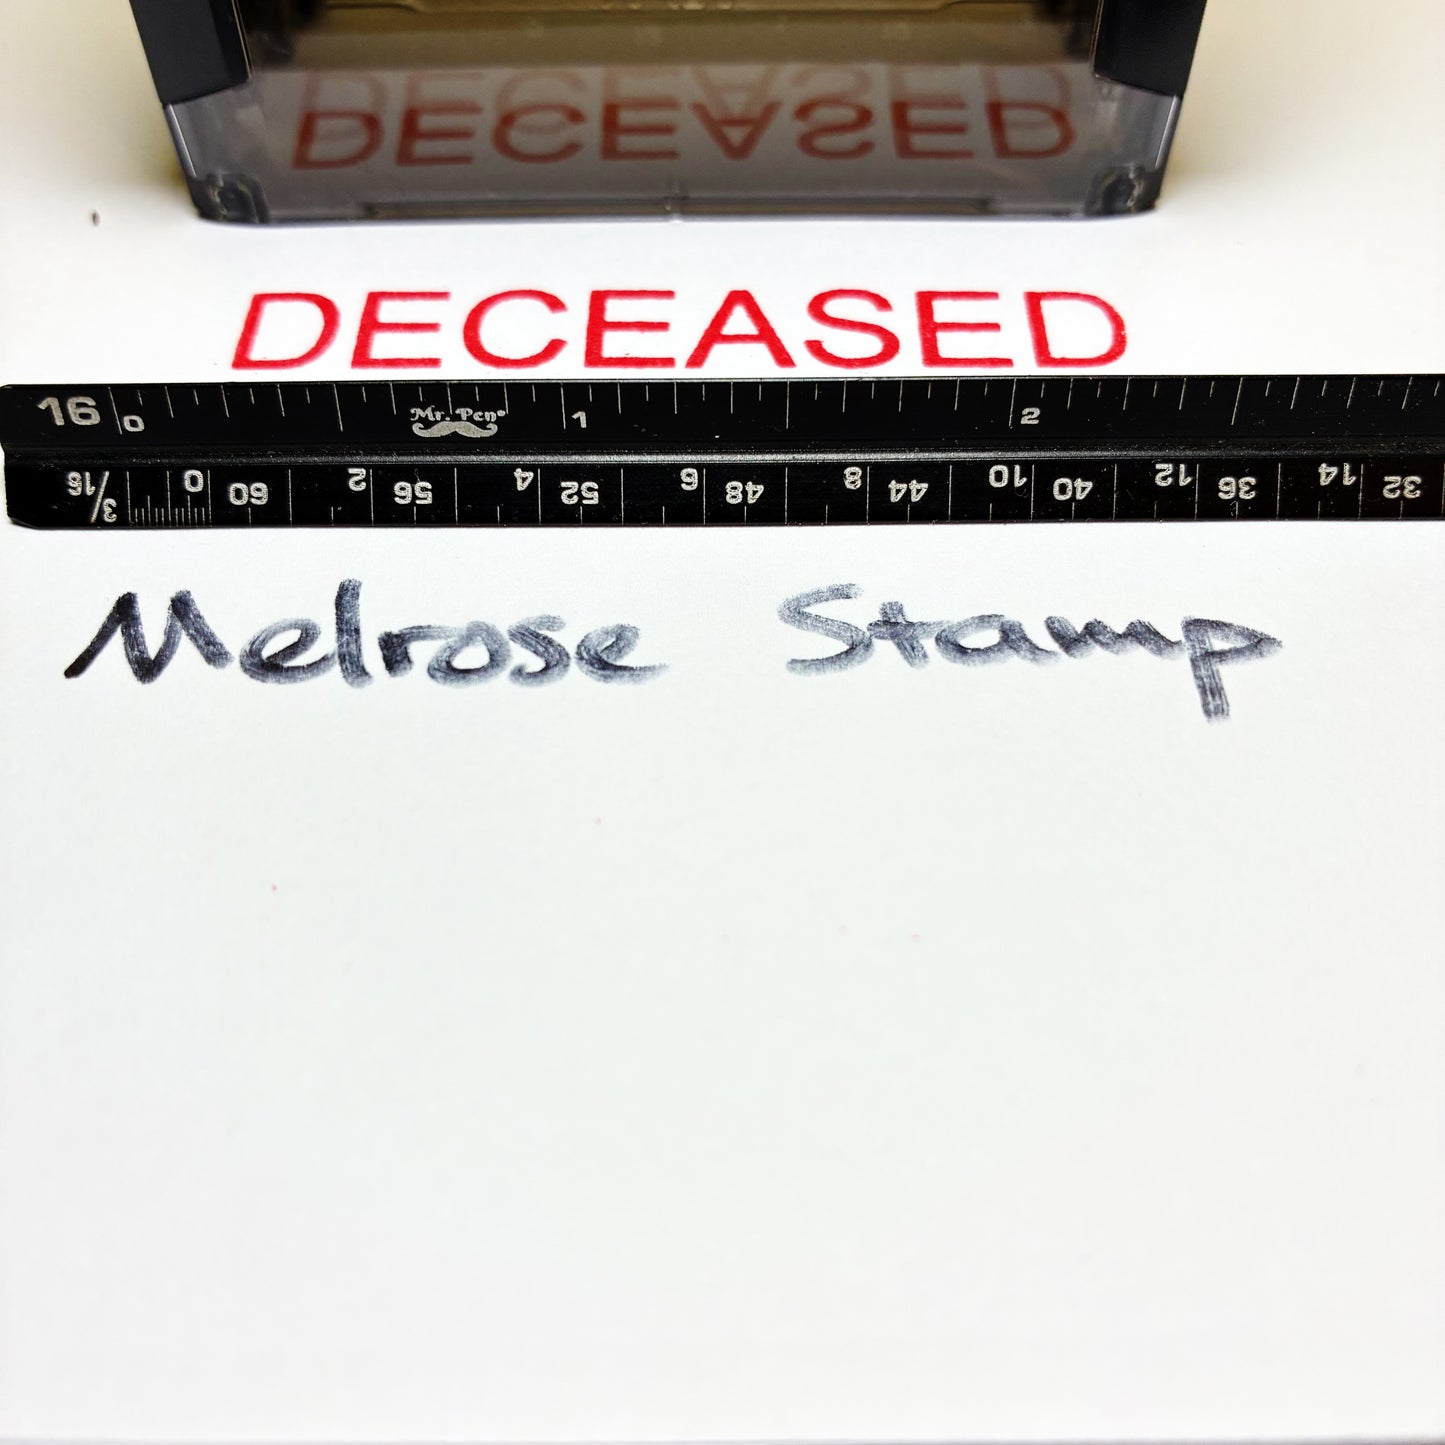 DECEASED
DECEASED
16 0 Mr. Pen® 1 2
3/16 0 60 2 56 4 52 6 48 8 44 10 40 12 36 14 32
Melrose Stamp